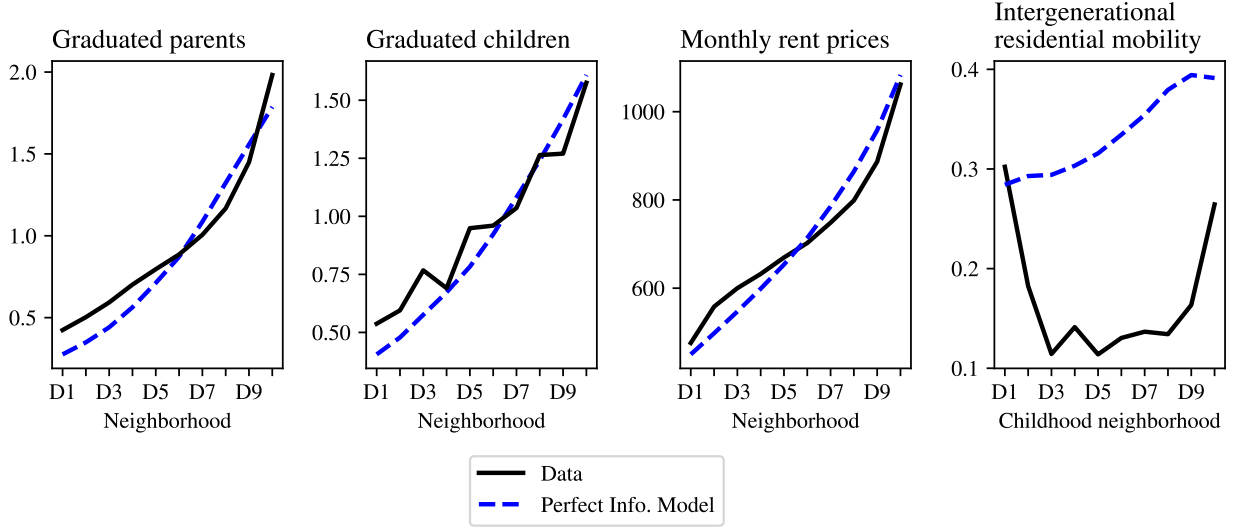 Graduated parents
2.0
1.5
1.0
0.5
D1 D3 D5 D7 D9
Neighborhood
Graduated children
1.50
1.25
1.00
0.75
0.50
D1 D3 D5 D7 D9
Neighborhood
Monthly rent prices
1000
800
600
D1 D3 D5 D7 D9
Neighborhood
Intergenerational
residential mobility
0.4
0.3
0.2
0.1
D1 D3 D5 D7 D9
Childhood neighborhood
Data
Perfect Info. Model